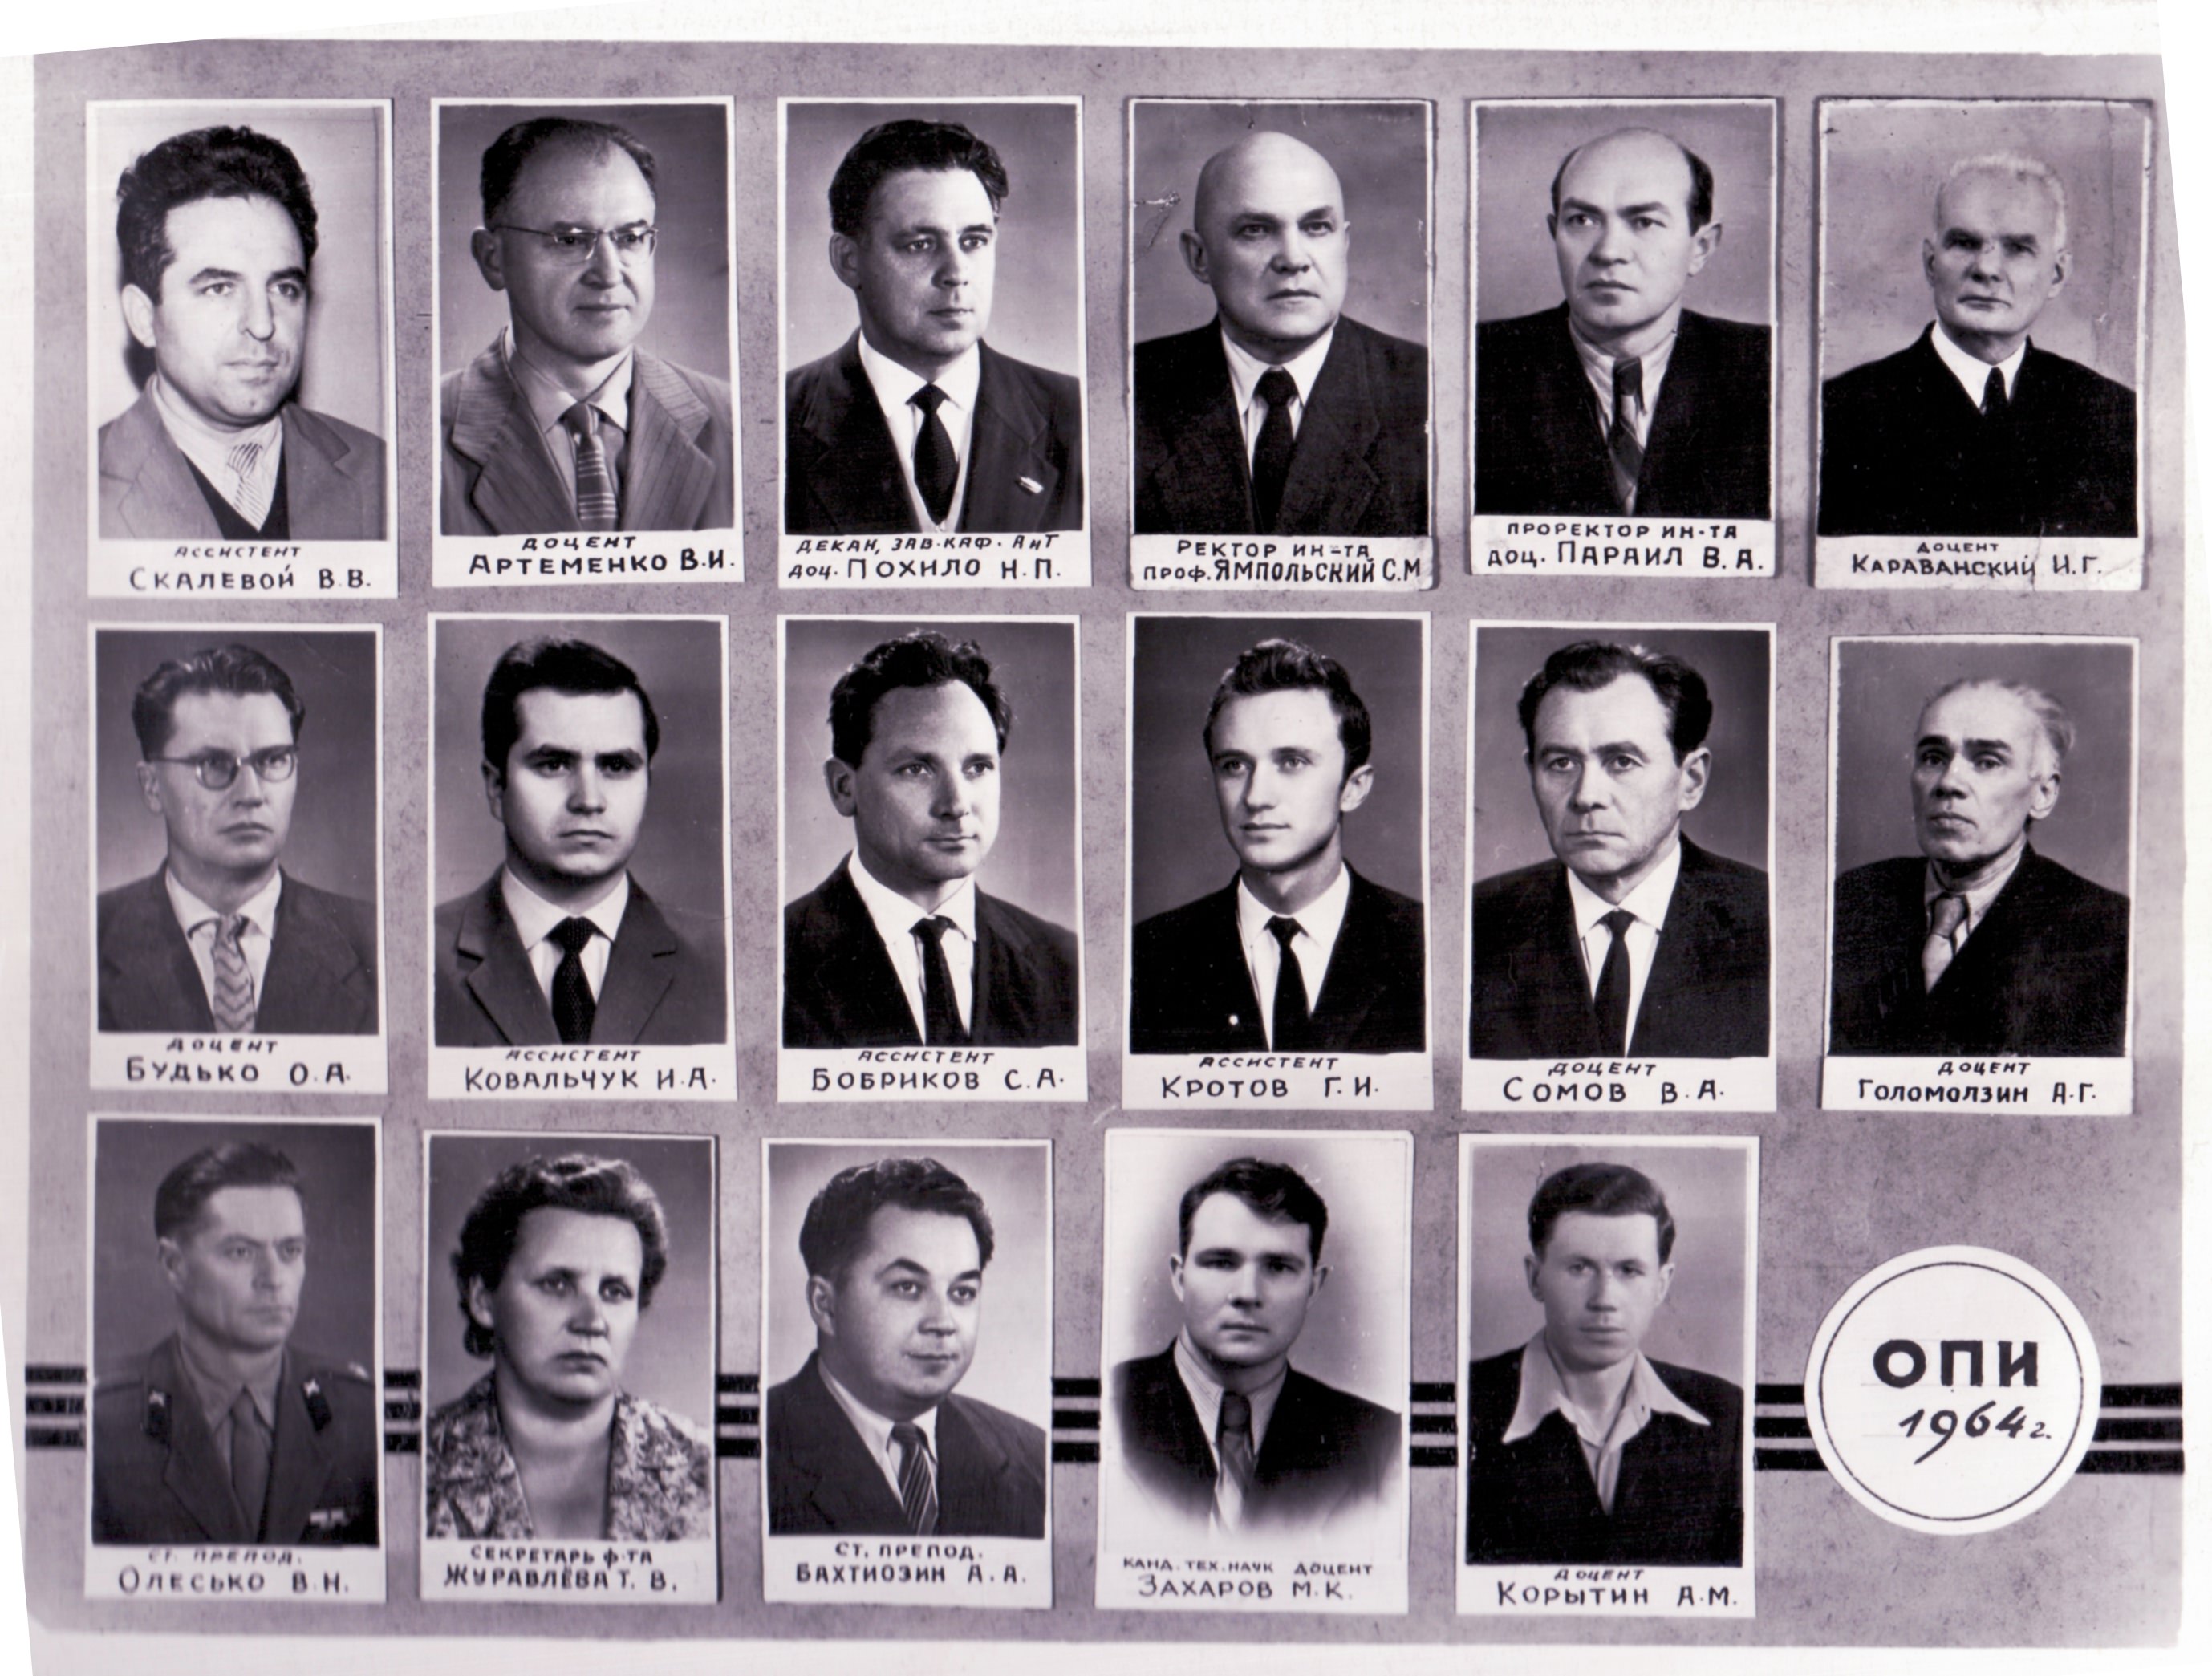 АССИСТЕНТ
СКАЛЕВОЙ В.В.
ДОЦЕНТ
АРТЕМЕНКО В.И.
ДЕКАН, ЗАВ.КАФ. АиТ
ДОЦ. ПОХИЛО Н.П.
РЕКТОР ИН-ТА
ПРОФ. ЯМПОЛЬСКИЙ С.М
ПРОРЕКТОР ИН-ТА
ДОЦ. ПАРАИЛ В.А.
ДОЦЕНТ
КАРАВАНСКИЙ И.Г.
ДОЦЕНТ
БУДЬКО О.А.
АССИСТЕНТ
КОВАЛЬЧУК И.А.
АССИСТЕНТ
БОБРИКОВ С.А.
АССИСТЕНТ
КРОТОВ Г.И.
ДОЦЕНТ
СОМОВ В.А.
ДОЦЕНТ
ГОЛОМОЛЗИН А.Г.
СТ. ПРЕПОД.
ОЛЕСЬКО В.Н.
СЕКРЕТАРЬ Ф-ТА
ЖУРАВЛЁВА Т.В.
СТ. ПРЕПОД.
БАХТИОЗИН А.А.
КАНД. ТЕХ. НАУК ДОЦЕНТ
ЗАХАРОВ М.К.
ДОЦЕНТ
КОРЫТИН А.М.
ОПИ
1964г.